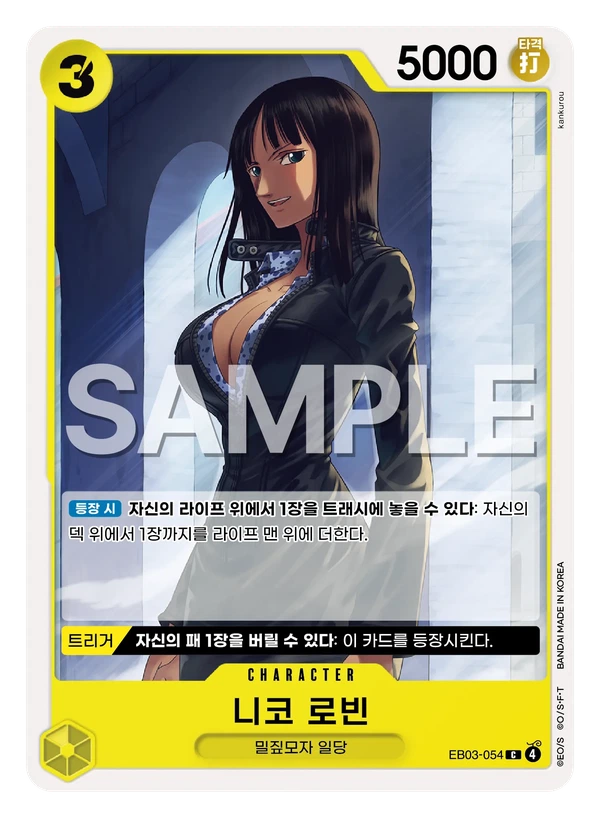 3
5000
타격
打
kankurou
SAMPLE
등장 시 자신의 라이프 위에서 1장을 트래시에 놓을 수 있다: 자신의
덱 위에서 1장까지를 라이프 맨 위에 더한다.
트리거 자신의 패 1장을 버릴 수 있다: 이 카드를 등장시킨다.
CHARACTER
니코 로빈
밀짚모자 일당
EB03-054 C 4
©EO/S ©O/S·F·T BANDAI MADE IN KOREA